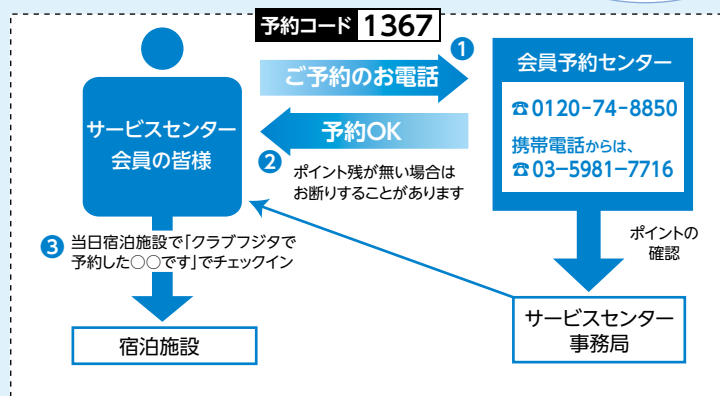 予約コード 1367
❶
ご予約のお電話
会員予約センター
☎0120-74-8850
携帯電話からは、
☎03−5981−7716
サービスセンター
会員の皆様
予約OK
❷
ポイント残が無い場合は
お断りすることがあります
❸ 当日宿泊施設で「クラブフジタで
予約した○○です」でチェックイン
ポイントの
確認
宿泊施設
サービスセンター
事務局